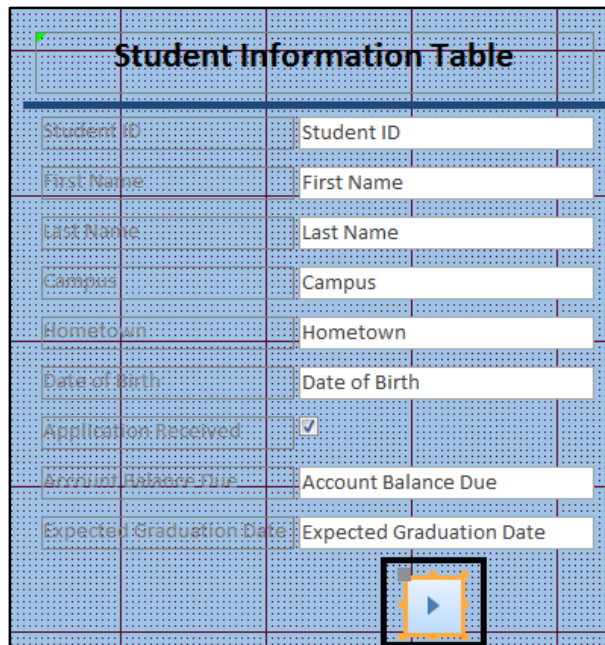 Student Information Table
Student ID Student ID
First Name First Name
Last Name Last Name
Campus Campus
Hometown Hometown
Date of Birth Date of Birth
Application Received
Account Balance Due Account Balance Due
Expected Graduation Date Expected Graduation Date